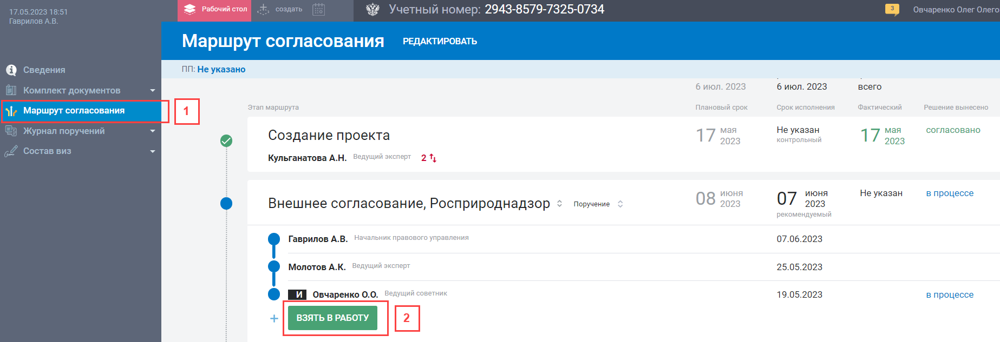 17.05.2023 18:51
Гаврилов А.В.
Рабочий стол
создать
Учетный номер: 2943-8579-7325-0734
3
Овчаренко Олег Олего
Маршрут согласования
РЕДАКТИРОВАТЬ
ПП: Не указано
Сведения
Комплект документов
Маршрут согласования
1
Журнал поручений
Состав виз
6 июл. 2023
6 июл. 2023
всего
Этап маршрута
Плановый срок
Срок исполнения
Фактический
Решение вынесено
Создание проекта
17 мая 2023
Не указан
контрольный
17 мая 2023
согласовано
Кульганатова А.Н. Ведущий эксперт 2
Внешнее согласование, Росприроднадзор
Поручение
08 июня 2023
07 июня 2023
рекомендуемый
Не указан
в процессе
Гаврилов А.В. Начальник правового управления 07.06.2023
Молотов А.К. Ведущий эксперт 25.05.2023
И Овчаренко О.О. Ведущий советник 19.05.2023 в процессе
+ ВЗЯТЬ В РАБОТУ
2